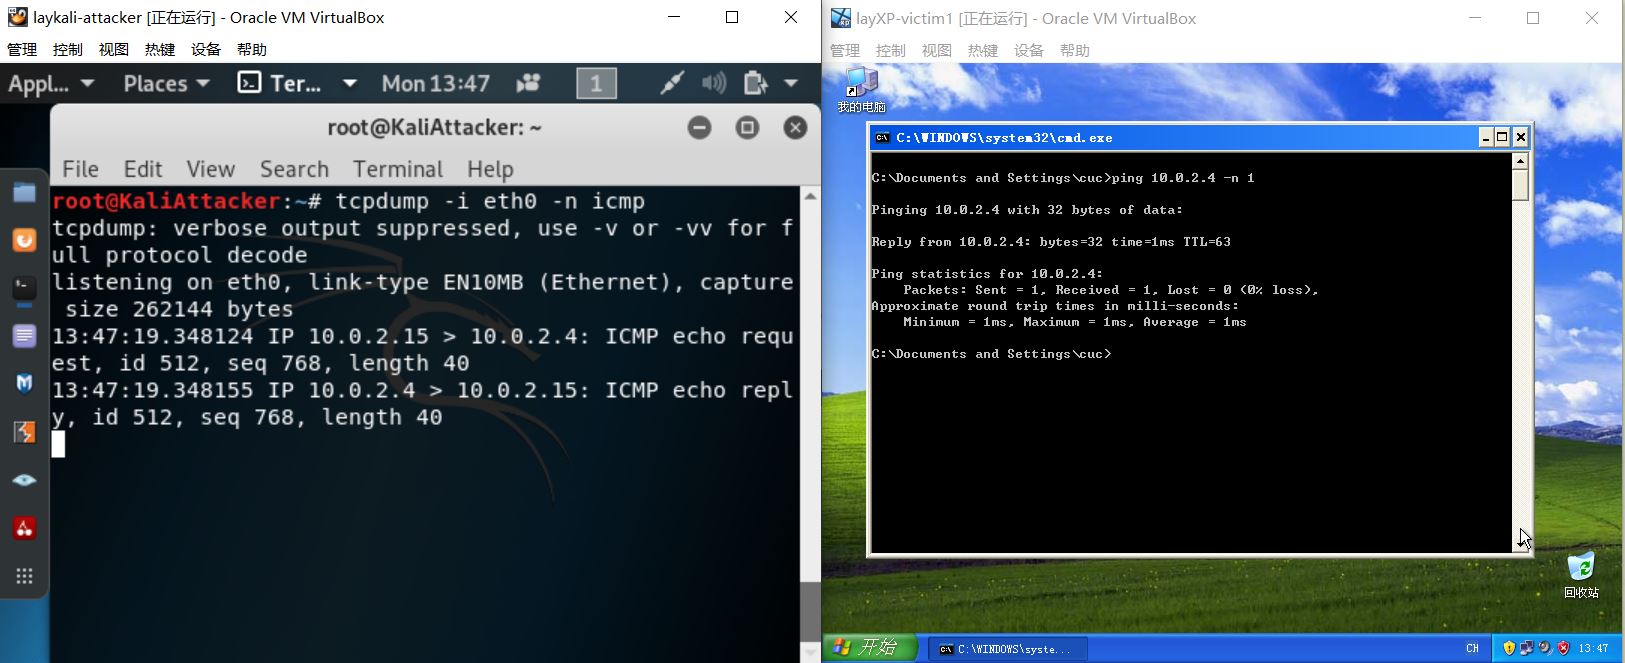 laykali-attacker [正在运行] - Oracle VM VirtualBox
管理 控制 视图 热键 设备 帮助
Appl... Places Ter... Mon 13:47 1
root@KaliAttacker: ~
File Edit View Search Terminal Help
root@KaliAttacker:~# tcpdump -i eth0 -n icmp
tcpdump: verbose output suppressed, use -v or -vv for f
ull protocol decode
listening on eth0, link-type EN10MB (Ethernet), capture
 size 262144 bytes
13:47:19.348124 IP 10.0.2.15 > 10.0.2.4: ICMP echo requ
est, id 512, seq 768, length 40
13:47:19.348155 IP 10.0.2.4 > 10.0.2.15: ICMP echo repl
y, id 512, seq 768, length 40
layXP-victim1 [正在运行] - Oracle VM VirtualBox
管理 控制 视图 热键 设备 帮助
我的电脑
C:\WINDOWS\system32\cmd.exe
C:\Documents and Settings\cuc>ping 10.0.2.4 -n 1
Pinging 10.0.2.4 with 32 bytes of data:
Reply from 10.0.2.4: bytes=32 time=1ms TTL=63
Ping statistics for 10.0.2.4:
    Packets: Sent = 1, Received = 1, Lost = 0 (0% loss),
Approximate round trip times in milli-seconds:
    Minimum = 1ms, Maximum = 1ms, Average = 1ms
C:\Documents and Settings\cuc>
回收站
开始 C:\WINDOWS\syste... CH 13:47